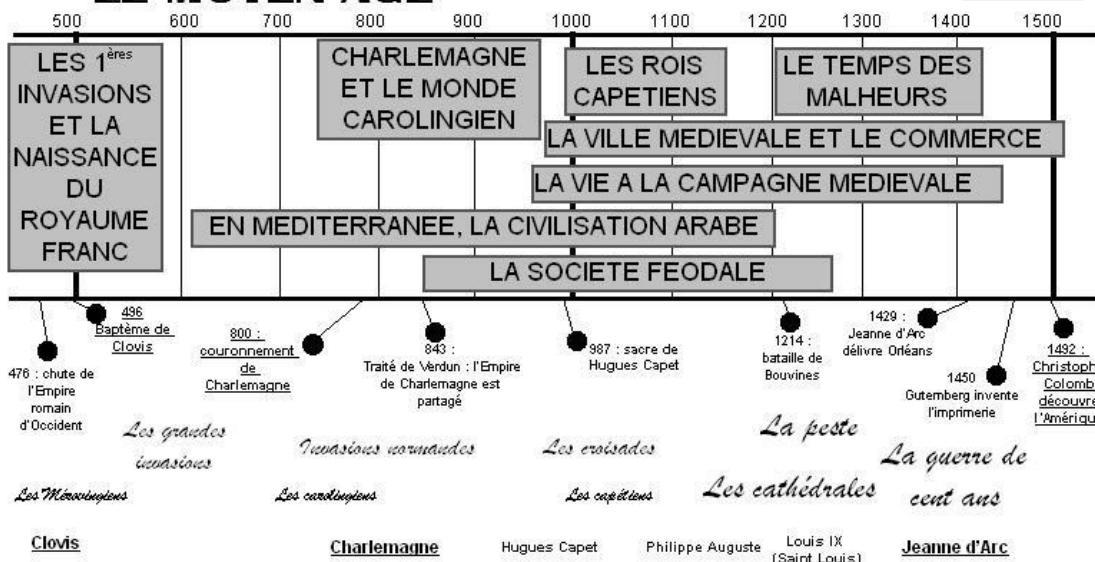 LE MOYEN AGE
500 600 700 800 900 1000 1100 1200 1300 1400 1500
LES 1ères
INVASIONS
ET LA
NAISSANCE
DU
ROYAUME
FRANC
CHARLEMAGNE
ET LE MONDE
CAROLINGIEN
LES ROIS
CAPETIENS
LE TEMPS DES
MALHEURS
LA VILLE MEDIEVALE ET LE COMMERCE
LA VIE A LA CAMPAGNE MEDIEVALE
EN MEDITERRANEE, LA CIVILISATION ARABE
LA SOCIETE FEODALE
476 : chute de
l'Empire
romain
d'Occident
496
Baptème de
Clovis
800 :
couronnement
de
Charlemagne
843 :
Traité de Verdun : l'Empire
de Charlemagne est
partagé
987 : sacre de
Hugues Capet
1214 :
bataille de
Bouvines
1429 :
Jeanne d'Arc
délivre Orléans
1450
Gutemberg invente
l'imprimerie
1492 :
Christoph
Colomb
découvre
l'Amériqu
Les grandes
invasions
Invasions normandes
Les croisades
La peste
La guerre de
cent ans
Les Mérovingiens
Les carolingiens
Les capétiens
Les cathédrales
Clovis
Charlemagne
Hugues Capet
Philippe Auguste
Louis IX
(Saint Louis)
Jeanne d'Arc